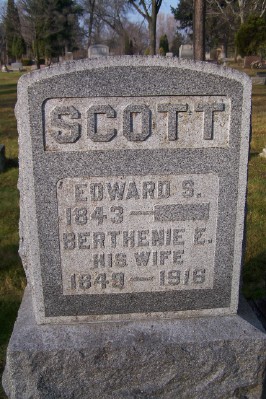 SCOTT
EDWARD S.
1843 —
BERTHENIE E.
HIS WIFE
1849 – 1916